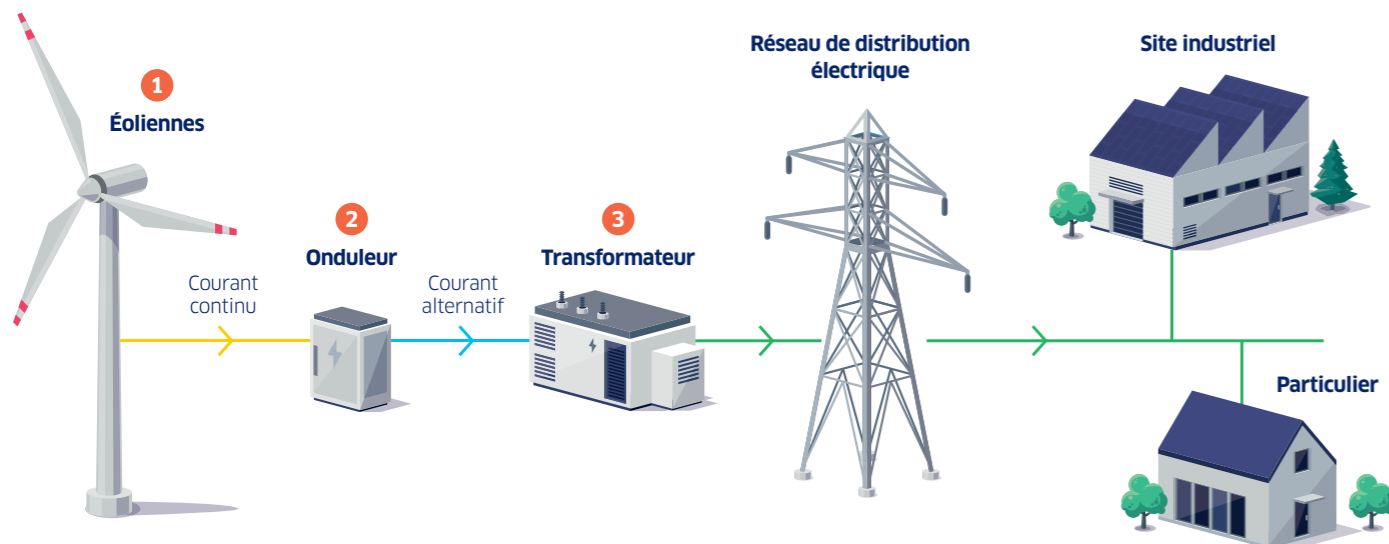 1
Éoliennes
2
Onduleur
3
Transformateur
Courant
continu
Courant
alternatif
Réseau de distribution
électrique
Site industriel
Particulier